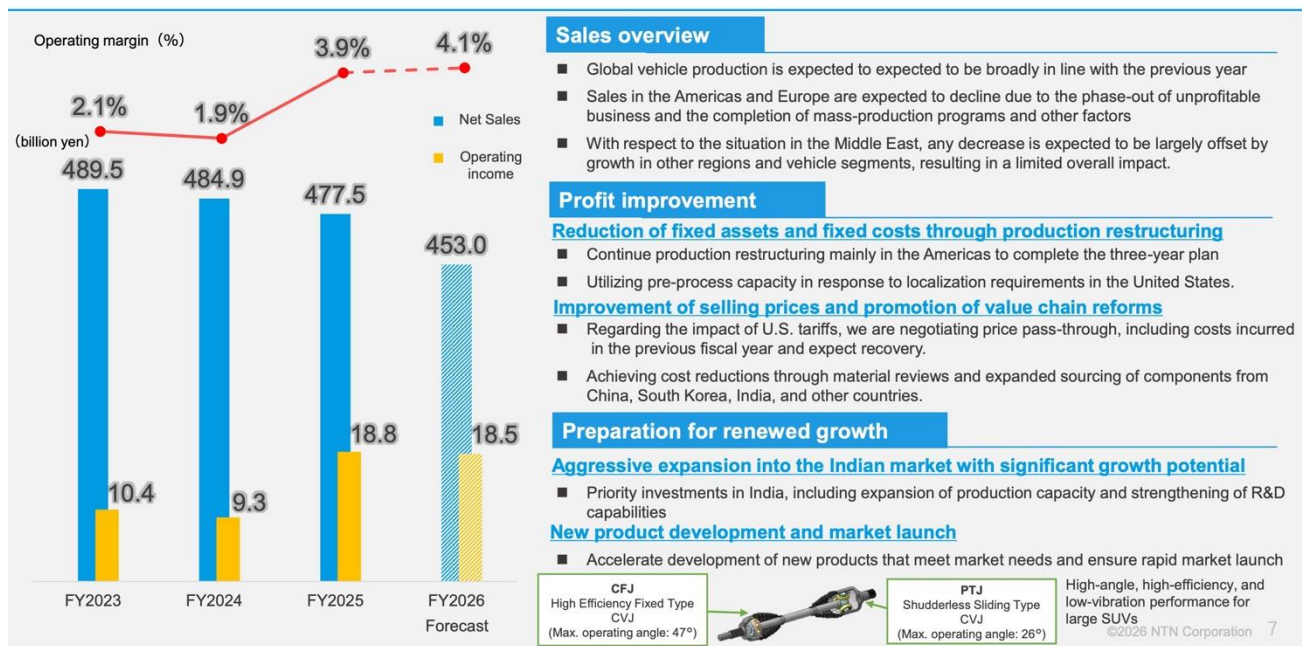 Operating margin（%）
2.1%
1.9%
3.9%
4.1%
(billion yen)
Net Sales
Operating
income
489.5
484.9
477.5
453.0
10.4
9.3
18.8
18.5
FY2023
FY2024
FY2025
FY2026
Forecast
Sales overview
■ Global vehicle production is expected to expected to be broadly in line with the previous year
■ Sales in the Americas and Europe are expected to decline due to the phase-out of unprofitable
business and the completion of mass-production programs and other factors
■ With respect to the situation in the Middle East, any decrease is expected to be largely offset by
growth in other regions and vehicle segments, resulting in a limited overall impact.
Profit improvement
Reduction of fixed assets and fixed costs through production restructuring
■ Continue production restructuring mainly in the Americas to complete the three-year plan
■ Utilizing pre-process capacity in response to localization requirements in the United States.
Improvement of selling prices and promotion of value chain reforms
■ Regarding the impact of U.S. tariffs, we are negotiating price pass-through, including costs incurred
in the previous fiscal year and expect recovery.
■ Achieving cost reductions through material reviews and expanded sourcing of components from
China, South Korea, India, and other countries.
Preparation for renewed growth
Aggressive expansion into the Indian market with significant growth potential
■ Priority investments in India, including expansion of production capacity and strengthening of R&D
capabilities
New product development and market launch
■ Accelerate development of new products that meet market needs and ensure rapid market launch
CFJ
High Efficiency Fixed Type
CVJ
(Max. operating angle: 47°)
PTJ
Shudderless Sliding Type
CVJ
(Max. operating angle: 26°)
High-angle, high-efficiency, and
low-vibration performance for
large SUVs
©2026 NTN Corporation 7